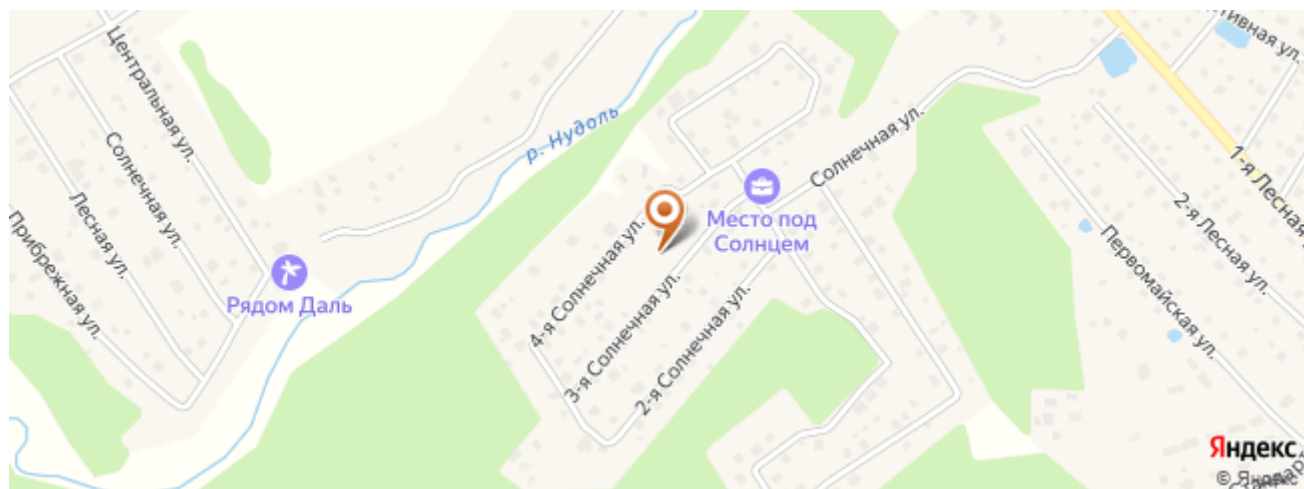 Центральная ул.
Солнечная ул.
Лесная ул.
Прибрежная ул.
Рядом Даль
р. Нудоль
4-я Солнечная ул.
3-я Солнечная ул.
2-я Солнечная ул.
Место под
Солнцем
Солнечная ул.
1-я Лесная
2-я Лесная ул.
Первомайская ул.
Яндекс
© Яндекс